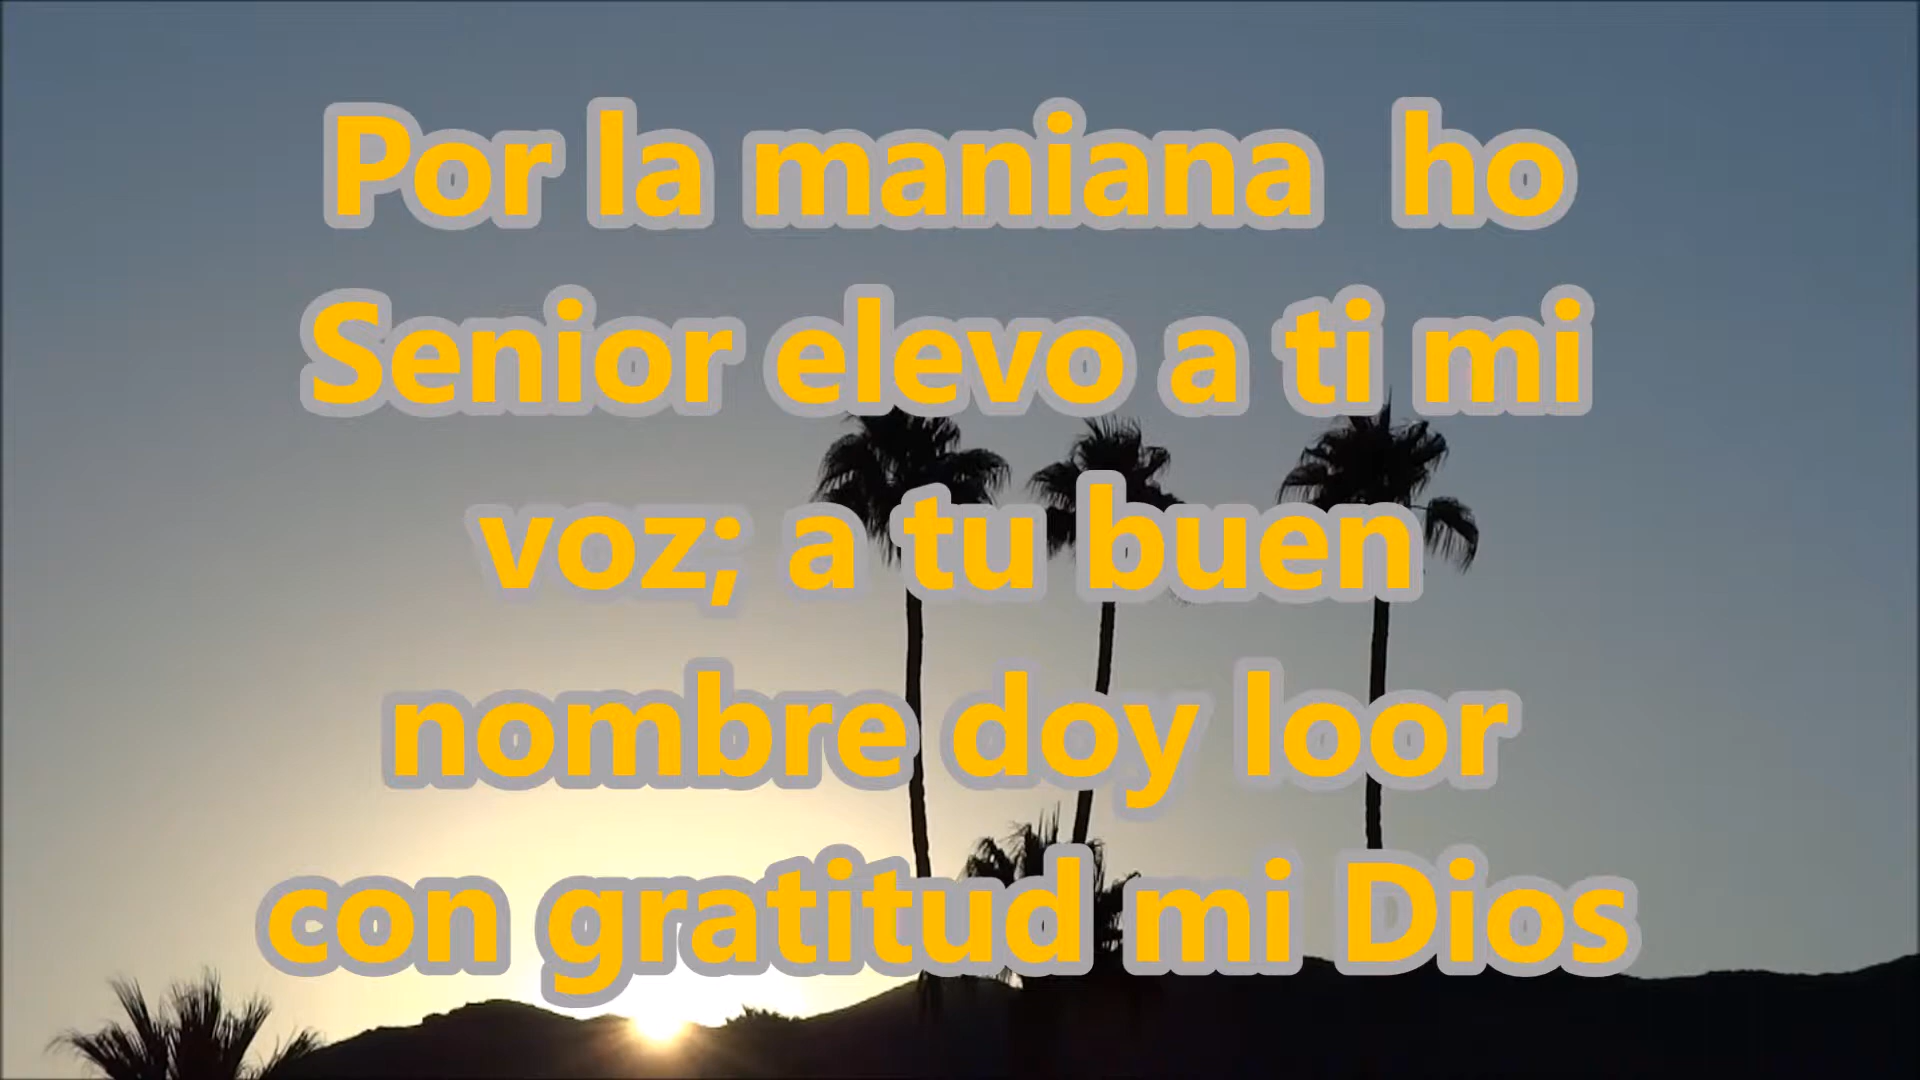 Por la maniana  ho
Senior elevo a ti mi
voz; a tu buen
nombre doy loor
con gratitud mi Dios